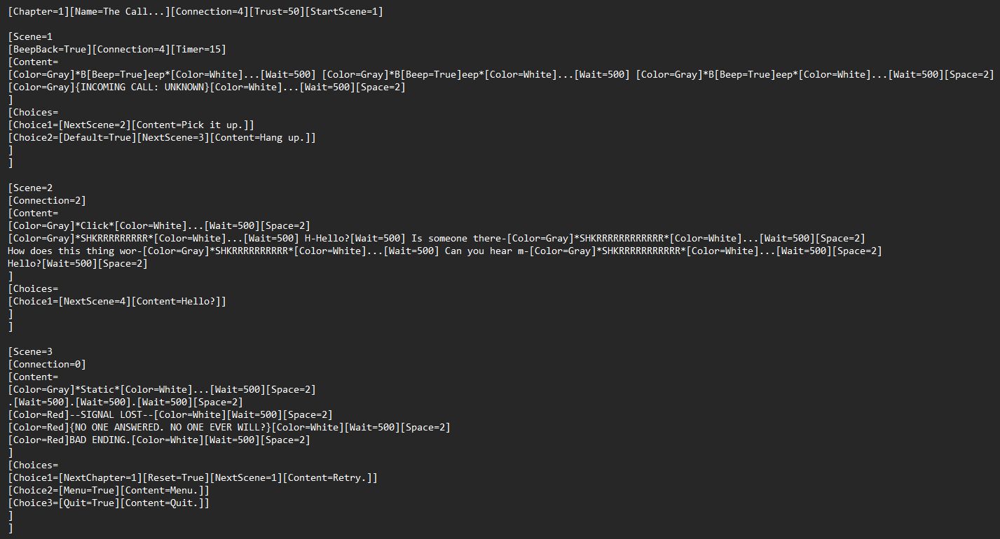 [Chapter=1][Name=The Call...][Connection=4][Trust=50][StartScene=1]
[Scene=1
[BeepBack=True][Connection=4][Timer=15]
[Content=
[Color=Gray]*B[Beep=True]eep*[Color=White]...[Wait=500] [Color=Gray]*B[Beep=True]eep*[Color=White]...[Wait=500] [Color=Gray]*B[Beep=True]eep*[Color=White]...[Wait=500][Space=2]
[Color=Gray]{INCOMING CALL: UNKNOWN}[Color=White]...[Wait=500][Space=2]
]
[Choices=
[Choice1=[NextScene=2][Content=Pick it up.]]
[Choice2=[Default=True][NextScene=3][Content=Hang up.]]
]
]
[Scene=2
[Connection=2]
[Content=
[Color=Gray]*Click*[Color=White]...[Wait=500][Space=2]
[Color=Gray]*SHKRRRRRRRRR*[Color=White]...[Wait=500] H-Hello?[Wait=500] Is someone there-[Color=Gray]*SHKRRRRRRRRRRRR*[Color=White]...[Wait=500][Space=2]
How does this thing wor-[Color=Gray]*SHKRRRRRRRRRR*[Color=White]...[Wait=500] Can you hear m-[Color=Gray]*SHKRRRRRRRRRRR*[Color=White]...[Wait=500][Space=2]
Hello?[Wait=500][Space=2]
]
[Choices=
[Choice1=[NextScene=4][Content=Hello?]]
]
]
[Scene=3
[Connection=0]
[Content=
[Color=Gray]*Static*[Color=White]...[Wait=500][Space=2]
.[Wait=500].[Wait=500].[Wait=500][Space=2]
[Color=Red]--SIGNAL LOST--[Color=White][Wait=500][Space=2]
[Color=Red]{NO ONE ANSWERED. NO ONE EVER WILL?}[Color=White][Wait=500][Space=2]
[Color=Red]BAD ENDING.[Color=White][Wait=500][Space=2]
]
[Choices=
[Choice1=[NextChapter=1][Reset=True][NextScene=1][Content=Retry.]]
[Choice2=[Menu=True][Content=Menu.]]
[Choice3=[Quit=True][Content=Quit.]]
]
]